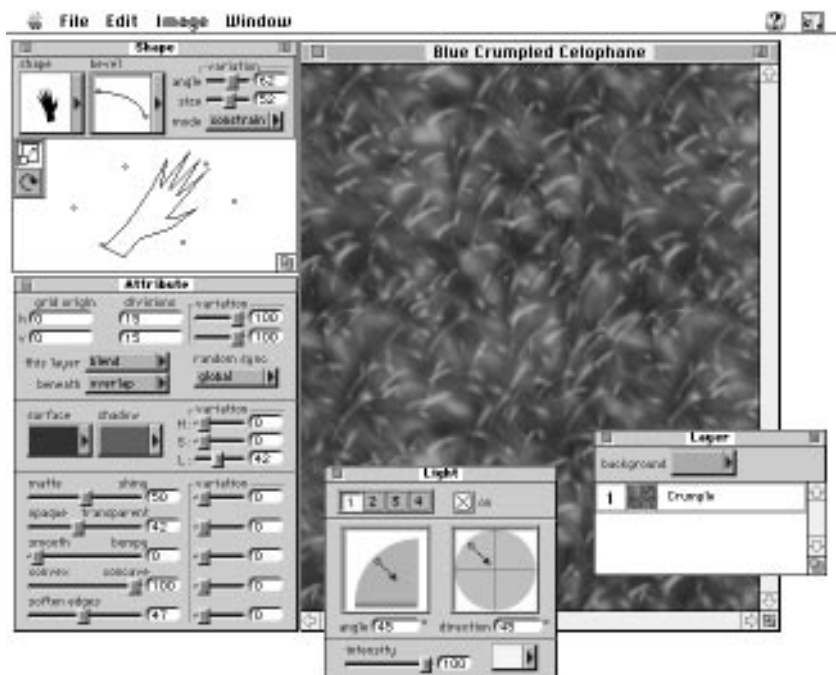 File Edit Image Window
Shape
shape bevel variation
angle 62
size 52
mode constrain
Blue Crumpled Celophane
Attribute
grid origin divisions variation
h 0 19 100
v 0 15 100
this layer blend random sync
beneath overlap global
surface shadow variation
H: 0
S: 0
L: 42
matte shiny variation
50 0
opaque transparent
42 0
smooth bumpy
0 0
convex concave
100 0
soften edges
47 0
Light
1 2 3 4 on
angle 45 ° direction 45 °
intensity
100
Layer
background
1 Crumple